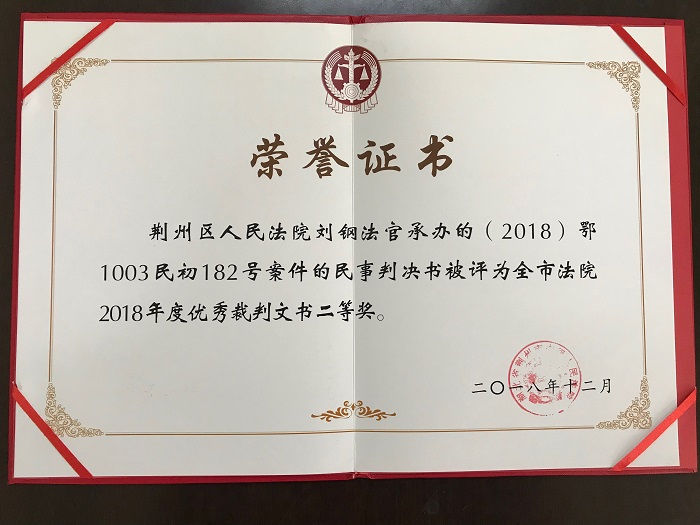 荣誉证书
荆州区人民法院刘钢法官承办的（2018）鄂
1003民初182号案件的民事判决书被评为全市法院
2018年度优秀裁判文书二等奖。
二〇一八年十二月